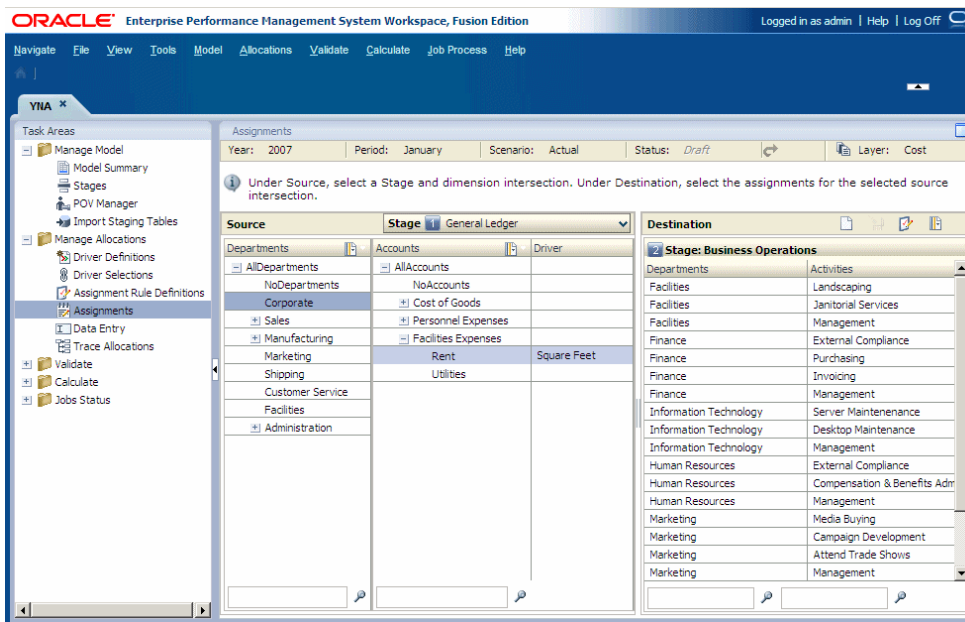 ORACLE Enterprise Performance Management System Workspace, Fusion Edition
Logged in as admin | Help | Log Off
Navigate File View Tools Model Allocations Validate Calculate Job Process Help
YNA
Task Areas
Manage Model
Model Summary
Stages
POV Manager
Import Staging Tables
Manage Allocations
Driver Definitions
Driver Selections
Assignment Rule Definitions
Assignments
Data Entry
Trace Allocations
Validate
Calculate
Jobs Status
Assignments
Year: 2007 Period: January Scenario: Actual Status: Draft Layer: Cost
Under Source, select a Stage and dimension intersection. Under Destination, select the assignments for the selected source
intersection.
Source Stage 1 General Ledger
Departments Accounts Driver
AllDepartments
NoDepartments
Corporate
Sales
Manufacturing
Marketing
Shipping
Customer Service
Facilities
Administration
AllAccounts
NoAccounts
Cost of Goods
Personnel Expenses
Facilities Expenses
Rent Square Feet
Utilities
Destination
2 Stage: Business Operations
Departments Activities
Facilities Landscaping
Facilities Janitorial Services
Facilities Management
Finance External Compliance
Finance Purchasing
Finance Invoicing
Finance Management
Information Technology Server Maintenenance
Information Technology Desktop Maintenance
Information Technology Management
Human Resources External Compliance
Human Resources Compensation & Benefits Adm
Human Resources Management
Marketing Media Buying
Marketing Campaign Development
Marketing Attend Trade Shows
Marketing Management